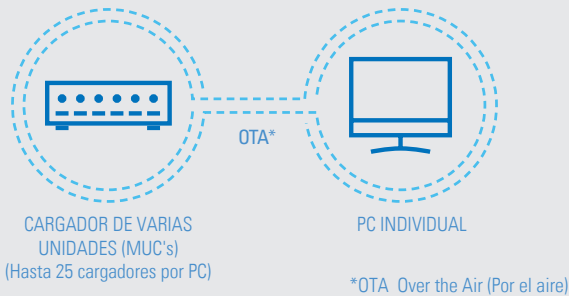 OTA*
CARGADOR DE VARIAS
UNIDADES (MUC's)
(Hasta 25 cargadores por PC)
PC INDIVIDUAL
*OTA Over the Air (Por el aire)